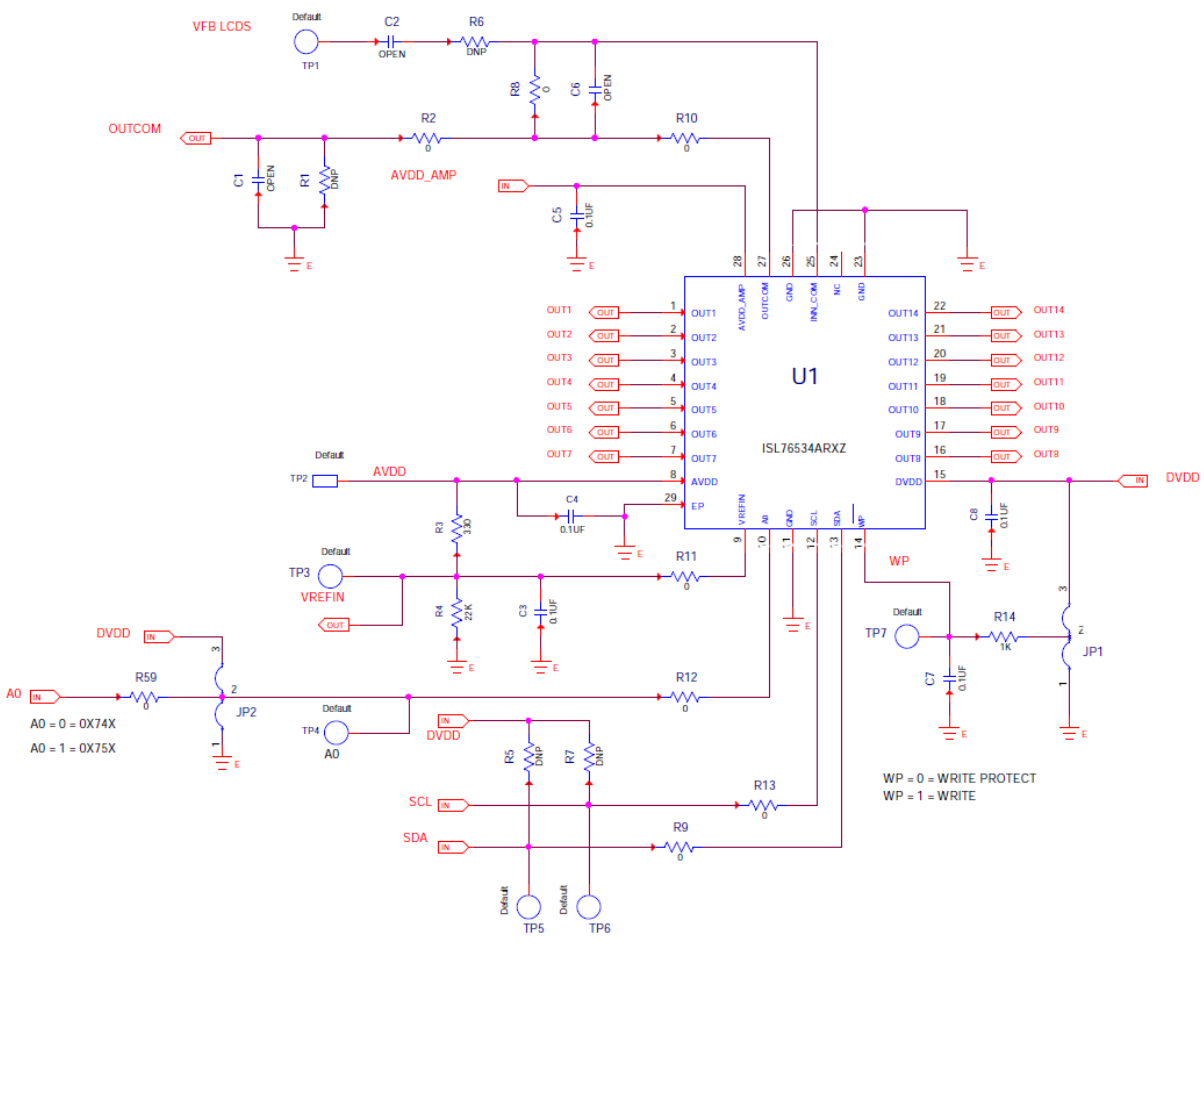 VFB LCDS
Default
TP1
C2
OPEN
R6
DNP
R8
0
C6
OPEN
OUTCOM
OUT
C1
OPEN
R1
DNP
R2
0
R10
0
AVDD_AMP
IN
C5
0.1UF
E
E
E
28
27
26
25
24
23
AVDD_AMP
OUTCOM
GND
INN_COM
NC
GND
OUT1 OUT 1 OUT1
OUT2 OUT 2 OUT2
OUT3 OUT 3 OUT3
OUT4 OUT 4 OUT4
OUT5 OUT 5 OUT5
OUT6 OUT 6 OUT6
OUT7 OUT 7 OUT7
8 AVDD
29 EP
U1
ISL76534ARXZ
OUT14 22 OUT OUT14
OUT13 21 OUT OUT13
OUT12 20 OUT OUT12
OUT11 19 OUT OUT11
OUT10 18 OUT OUT10
OUT9 17 OUT OUT9
OUT8 16 OUT OUT8
DVDD 15 IN DVDD
VREFIN
A0
GND
SCL
SDA
WP
9
10
11
12
13
14
Default
TP2
AVDD
C4
0.1UF
E
R3
330
Default
TP3
VREFIN
OUT
R4
22K
E
C3
0.1UF
E
R11
0
E
C8
0.1UF
E
WP
Default
TP7
R14
1K
C7
0.1UF
E
3
2
JP1
1
E
DVDD IN
3
A0 IN
R59
0
2
JP2
1
E
A0 = 0 = 0X74X
A0 = 1 = 0X75X
Default
TP4
A0
R12
0
IN
DVDD
R5
DNP
R7
DNP
SCL IN
R13
0
SDA IN
R9
0
Default
TP5
Default
TP6
WP = 0 = WRITE PROTECT
WP = 1 = WRITE